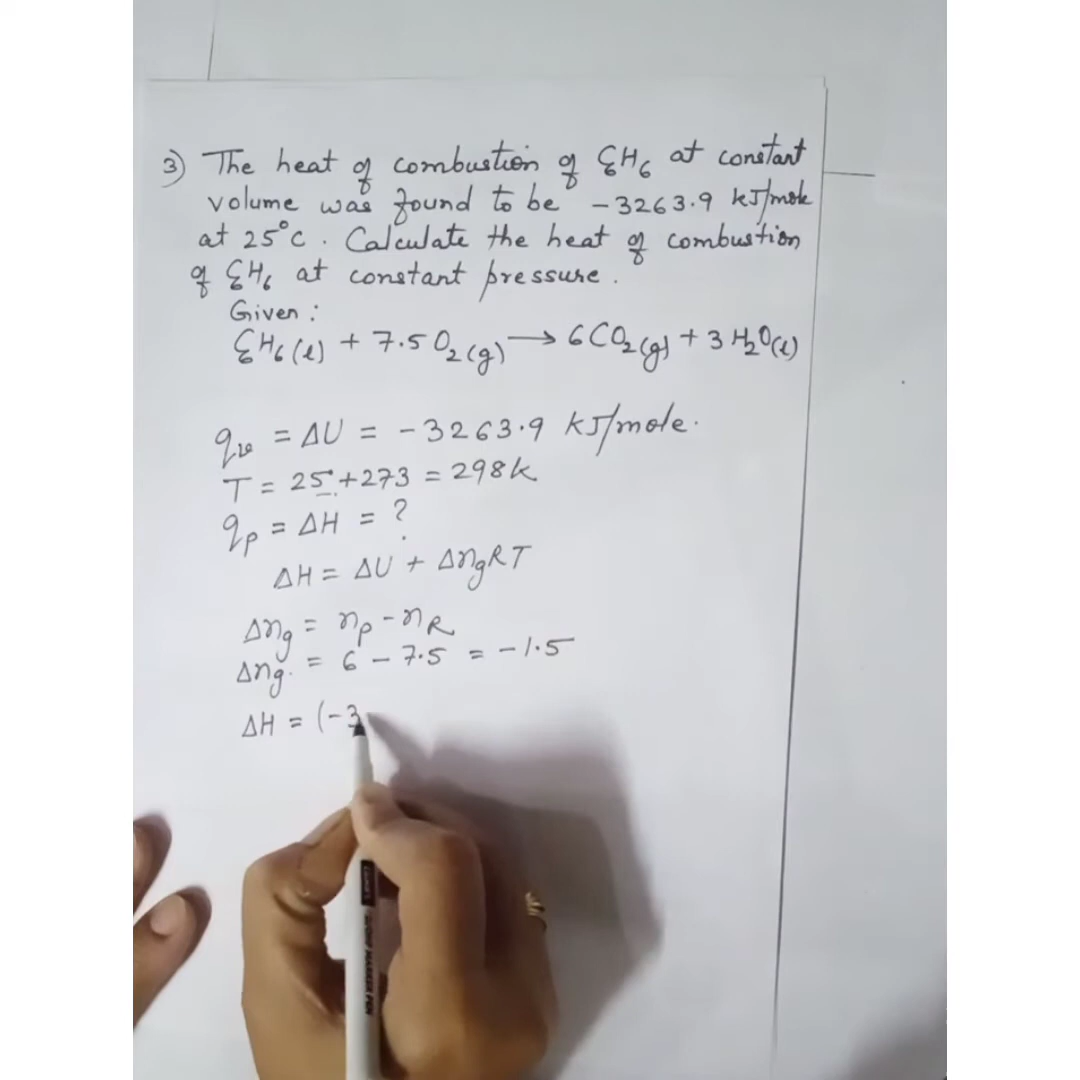 3) The heat of combustion of C6H6 at constant
volume was found to be -3263.9 kJ/mole
at 25°C. Calculate the heat of combustion
of C6H6 at constant pressure.
Given :
C6H6(l) + 7.5 O2(g) → 6CO2(g) + 3H2O(l)
qv = ΔU = -3263.9 kJ/mole.
T = 25+273 = 298k
qp = ΔH = ?
ΔH = ΔU + ΔngRT
Δng = np - nR
Δng. = 6 - 7.5 = -1.5
ΔH = (-3